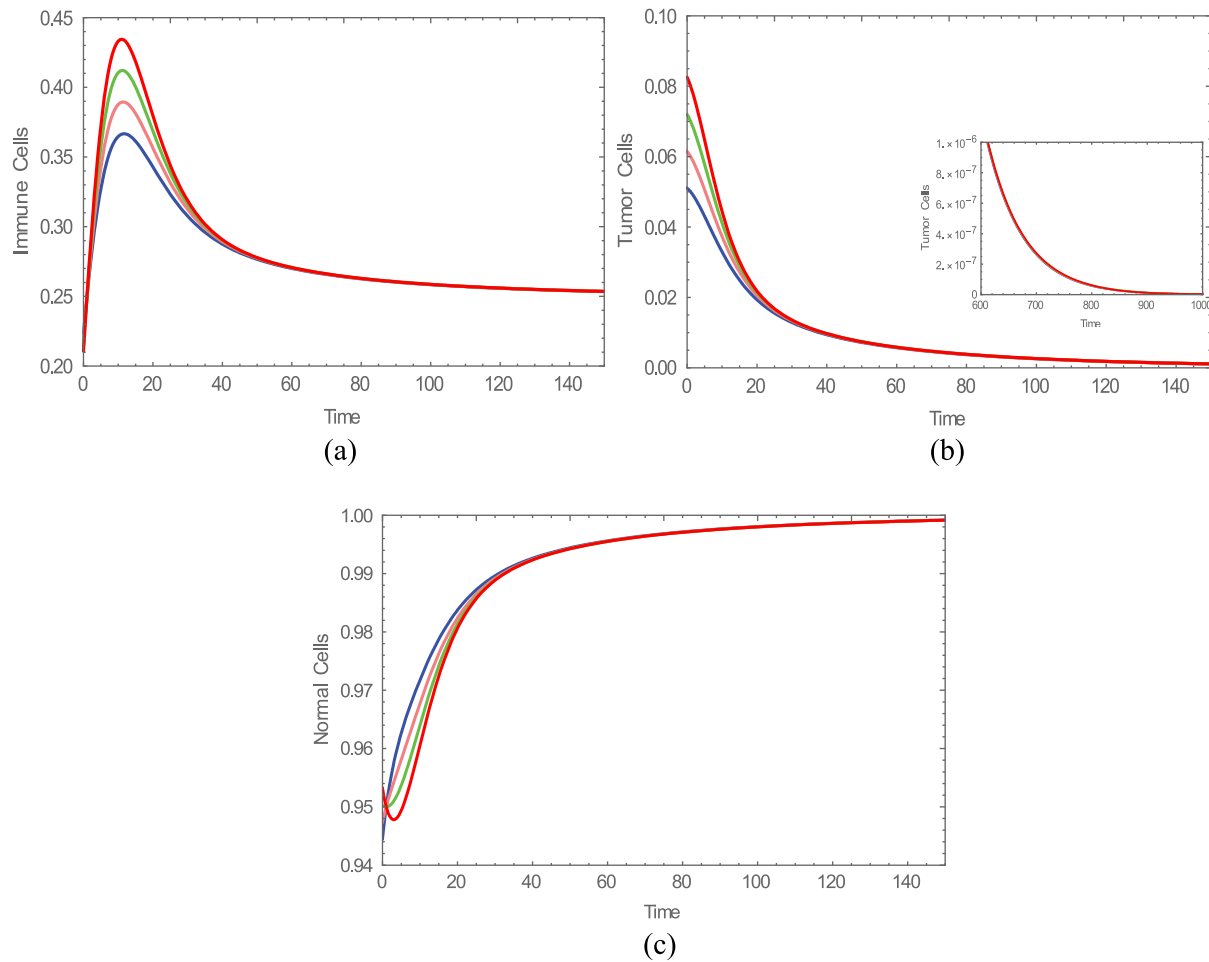 0.45
0.40
0.35
0.30
0.25
0.20
Immune Cells
0 20 40 60 80 100 120 140
Time
(a)
0.10
0.08
0.06
0.04
0.02
0.00
Tumor Cells
0 20 40 60 80 100 120 140
Time
(b)
1.×10⁻⁶
8.×10⁻⁷
6.×10⁻⁷
4.×10⁻⁷
2.×10⁻⁷
0
Tumor Cells
600 700 800 900 1000
Time
1.00
0.99
0.98
0.97
0.96
0.95
0.94
Normal Cells
0 20 40 60 80 100 120 140
Time
(c)